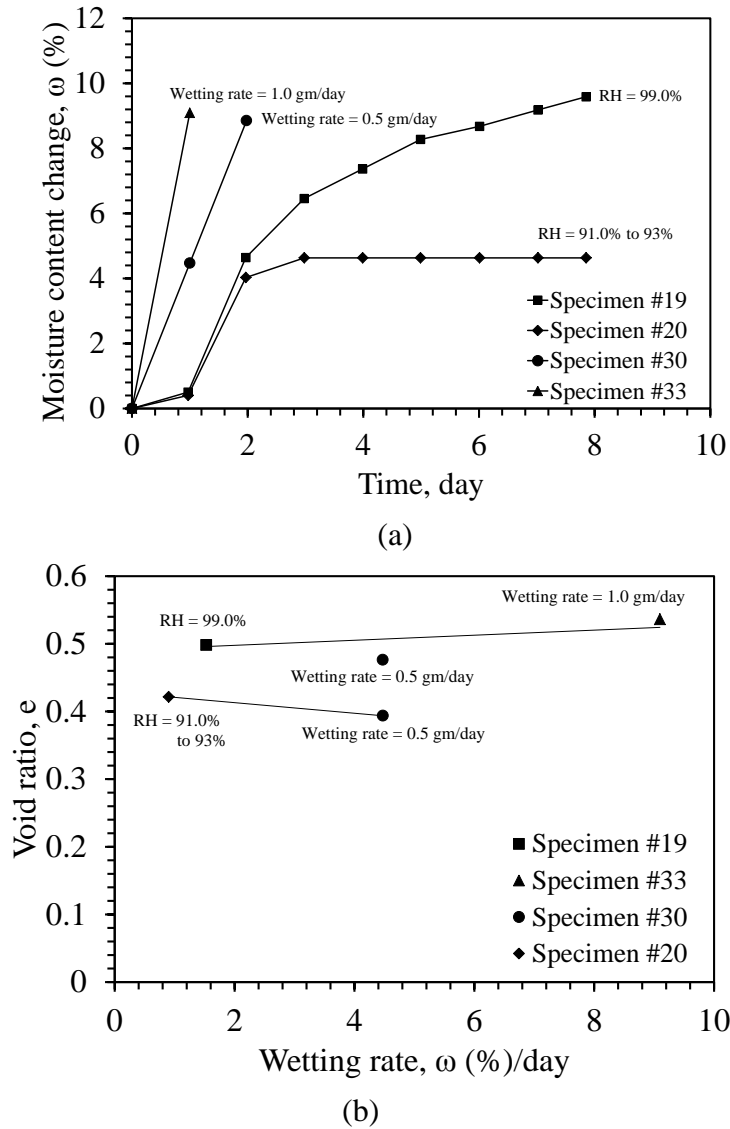 12
10
8
6
4
2
0
Moisture content change, ω (%)
Wetting rate = 1.0 gm/day
Wetting rate = 0.5 gm/day
RH = 99.0%
RH = 91.0% to 93%
Specimen #19
Specimen #20
Specimen #30
Specimen #33
0 2 4 6 8 10
Time, day
(a)
0.6
0.5
0.4
0.3
0.2
0.1
0
Void ratio, e
Wetting rate = 1.0 gm/day
RH = 99.0%
Wetting rate = 0.5 gm/day
RH = 91.0%
to 93%
Wetting rate = 0.5 gm/day
Specimen #19
Specimen #33
Specimen #30
Specimen #20
0 2 4 6 8 10
Wetting rate, ω (%)/day
(b)